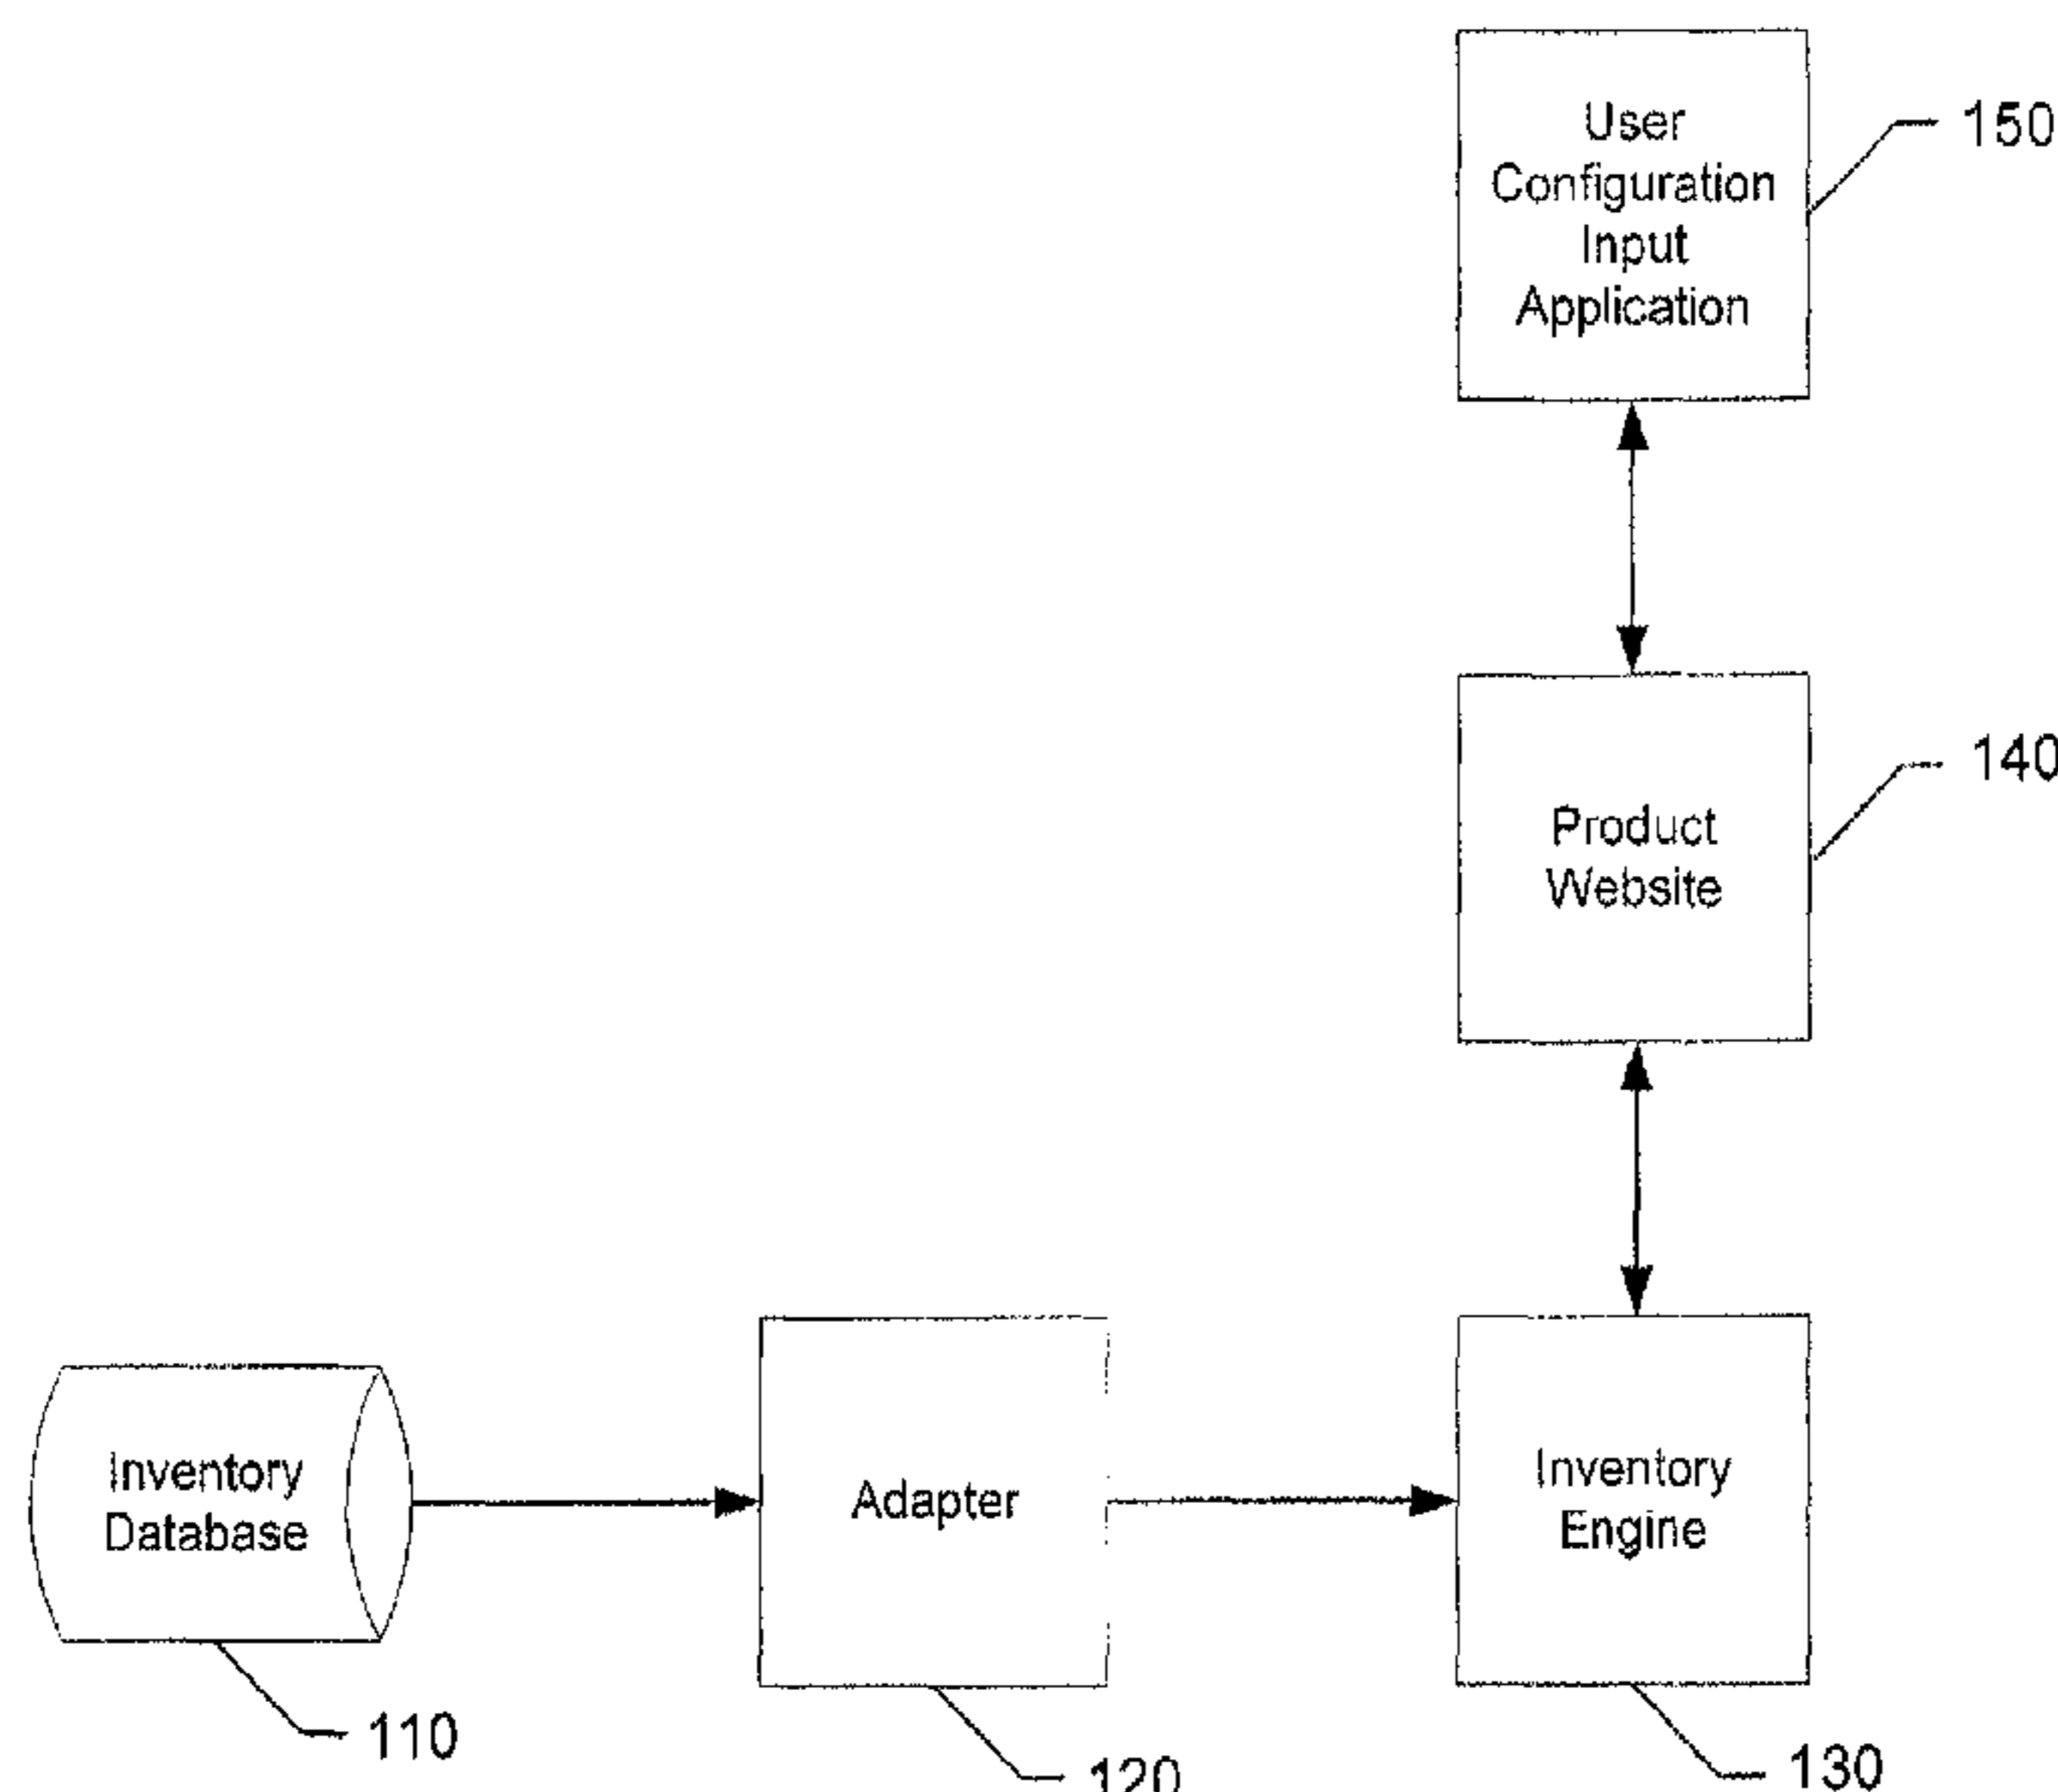 User
Configuration
Input
Application
150
Product
Website
140
Inventory
Database
110
Adapter
120
Inventory
Engine
130